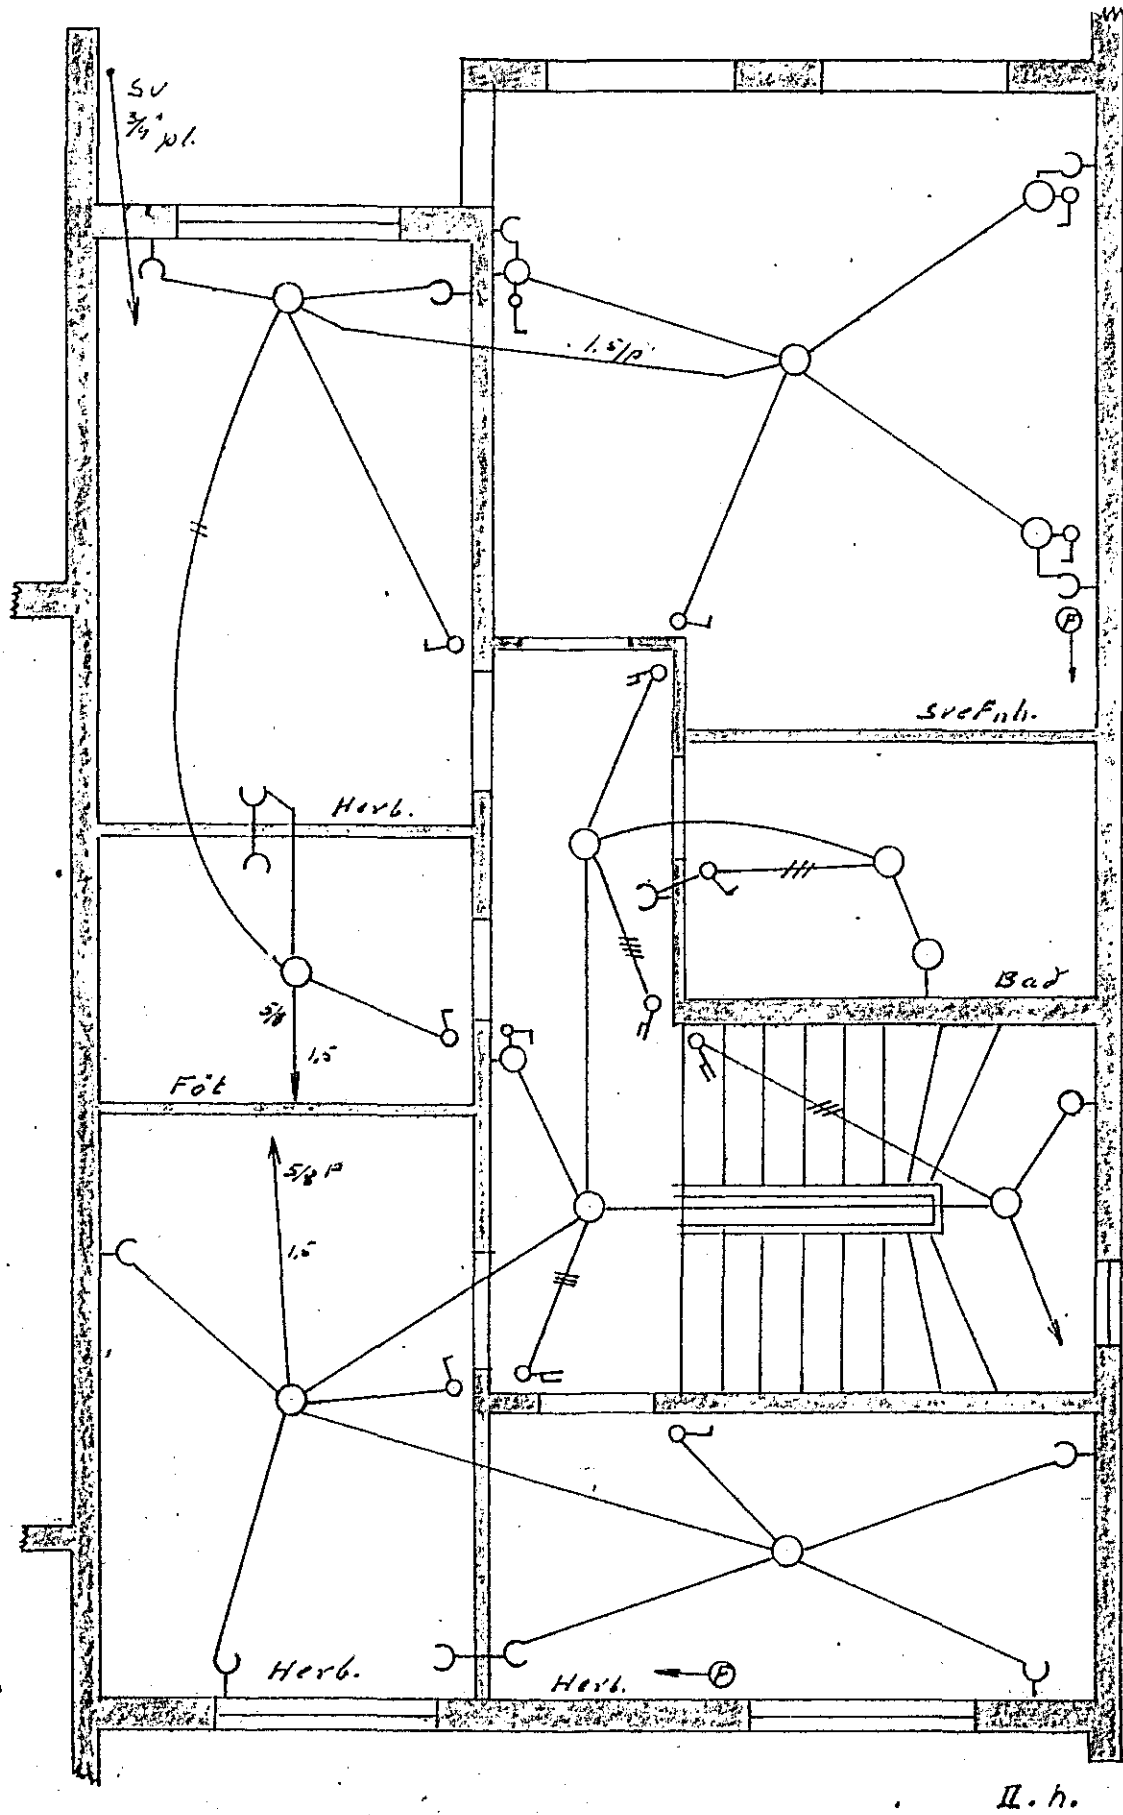 SV
3/4" pl.
1.5/P
Svefnh.
Herb.
Bað
5/8
1,5
Föt
5/8 P
1,5
Herb.
Herb.
P
P
II. h.